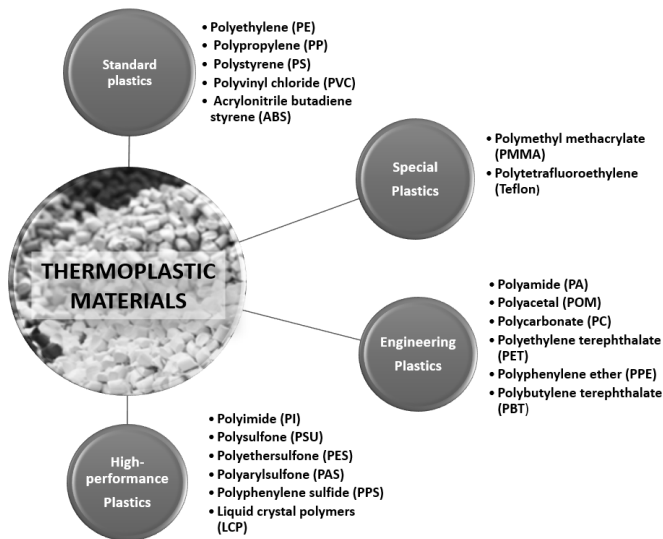 Standard
plastics
• Polyethylene (PE)
• Polypropylene (PP)
• Polystyrene (PS)
• Polyvinyl chloride (PVC)
• Acrylonitrile butadiene
styrene (ABS)
Special
Plastics
• Polymethyl methacrylate
(PMMA)
• Polytetrafluoroethylene
(Teflon)
THERMOPLASTIC
MATERIALS
Engineering
Plastics
• Polyamide (PA)
• Polyacetal (POM)
• Polycarbonate (PC)
• Polyethylene terephthalate
(PET)
• Polyphenylene ether (PPE)
• Polybutylene terephthalate
(PBT)
High-
performance
Plastics
• Polyimide (PI)
• Polysulfone (PSU)
• Polyethersulfone (PES)
• Polyarylsulfone (PAS)
• Polyphenylene sulfide (PPS)
• Liquid crystal polymers
(LCP)